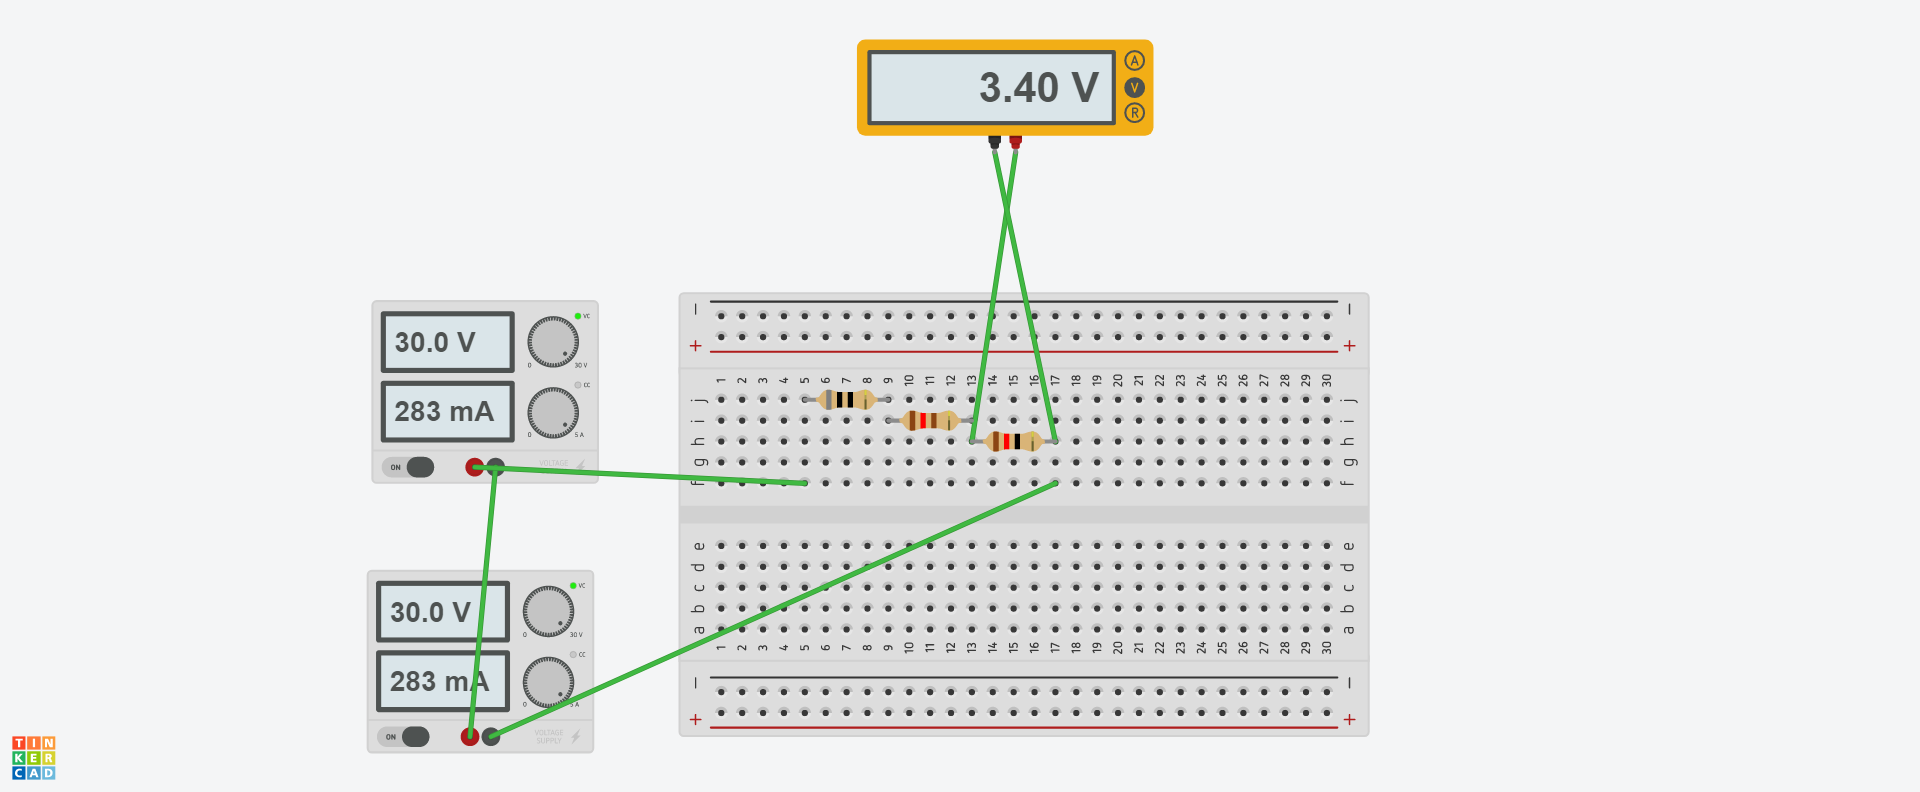 3.40 V
A
V
R
30.0 V
VC
0
30 V
283 mA
CC
0
5 A
ON
VOLTAGE
30.0 V
VC
0
30 V
283 mA
CC
0
5 A
ON
VOLTAGE
SUPPLY
− −
+ +
1 2 3 4 5 6 7 8 9 10 11 12 13 14 15 16 17 18 19 20 21 22 23 24 25 26 27 28 29 30
j j
i i
h h
g g
f f
e e
d d
c c
b b
a a
1 2 3 4 5 6 7 8 9 10 11 12 13 14 15 16 17 18 19 20 21 22 23 24 25 26 27 28 29 30
− −
+ +
TIN
KER
CAD